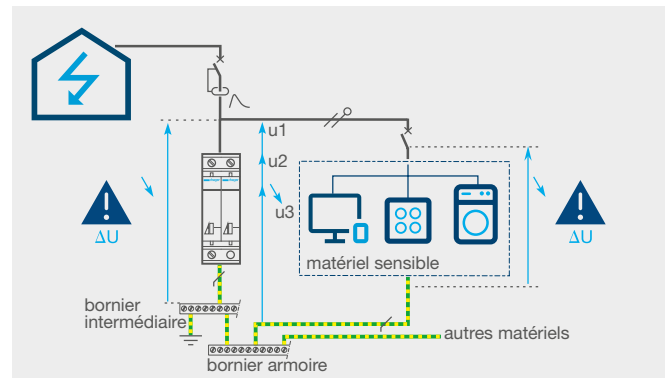 u1
u2
u3
ΔU
ΔU
matériel sensible
bornier
intermédiaire
autres matériels
bornier armoire